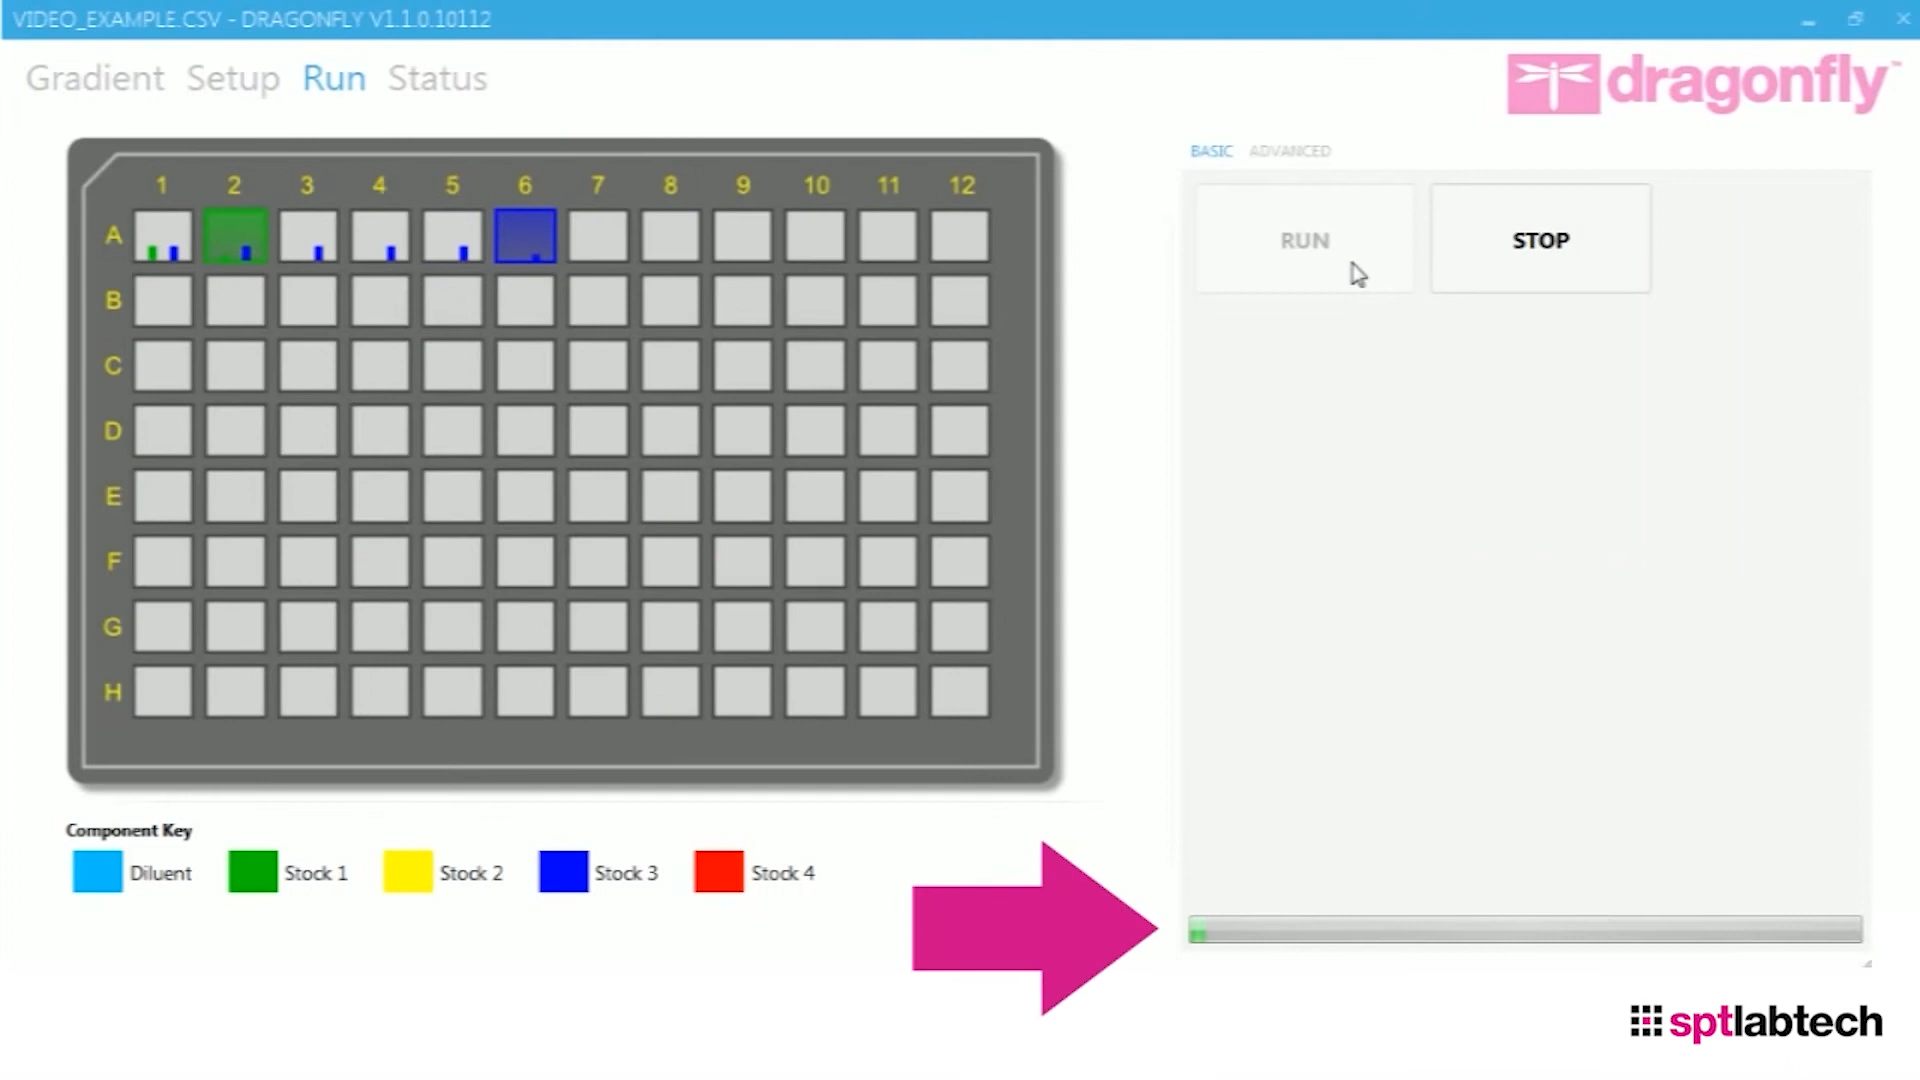 VIDEO_EXAMPLE.CSV - DRAGONFLY V1.1.0.10112
Gradient Setup Run Status
dragonfly™
BASIC ADVANCED
RUN STOP
1 2 3 4 5 6 7 8 9 10 11 12
A
B
C
D
E
F
G
H
Component Key
Diluent Stock 1 Stock 2 Stock 3 Stock 4
sptlabtech